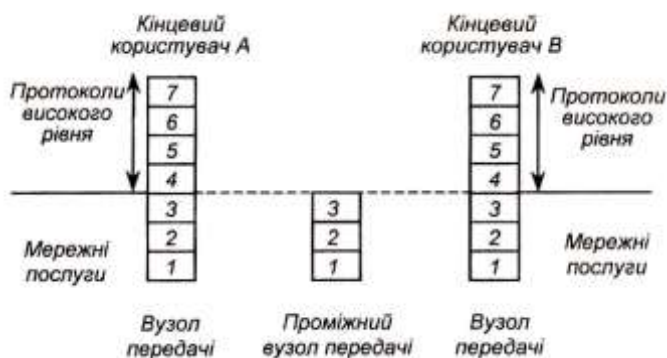 Кінцевий
користувач А
Кінцевий
користувач В
Протоколи
високого
рівня
7
6
5
4
3
2
1
3
2
1
7
6
5
4
3
2
1
Протоколи
високого
рівня
Мережні
послуги
Мережні
послуги
Вузол
передачі
Проміжний
вузол передачі
Вузол
передачі